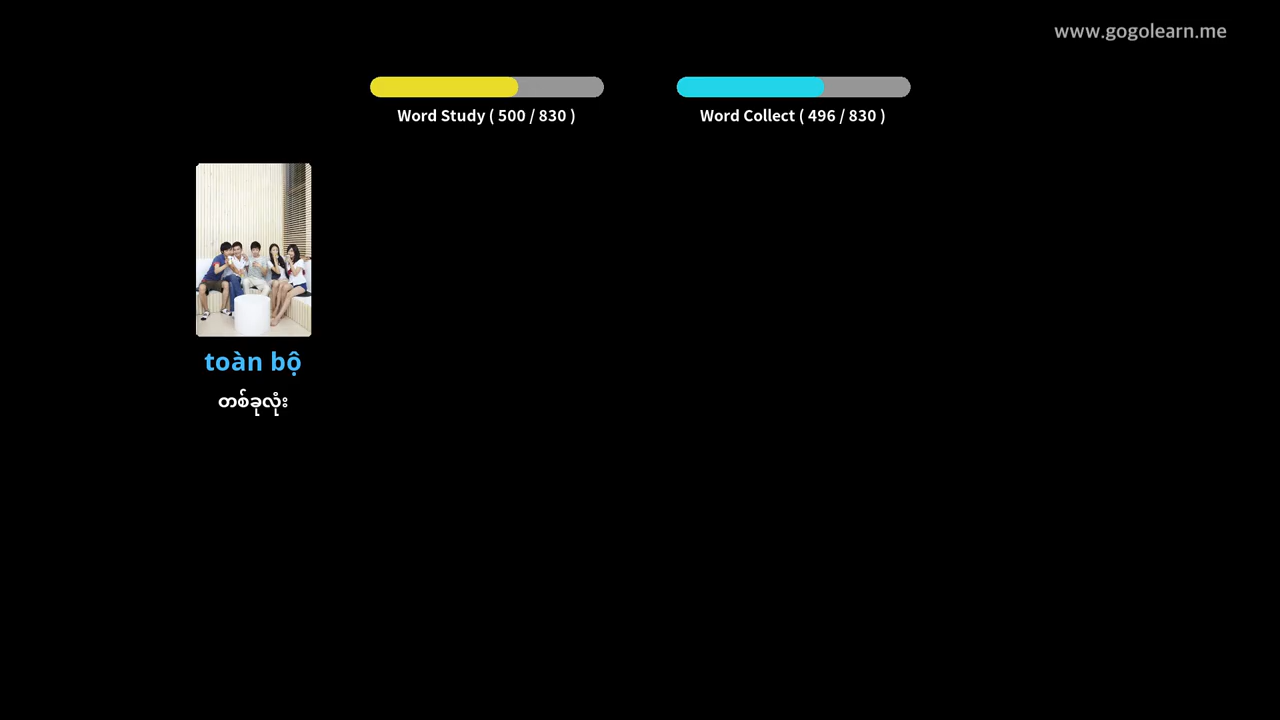 www.gogolearn.me
Word Study ( 500 / 830 )
Word Collect ( 496 / 830 )
toàn bộ
တစ်ခုလုံး